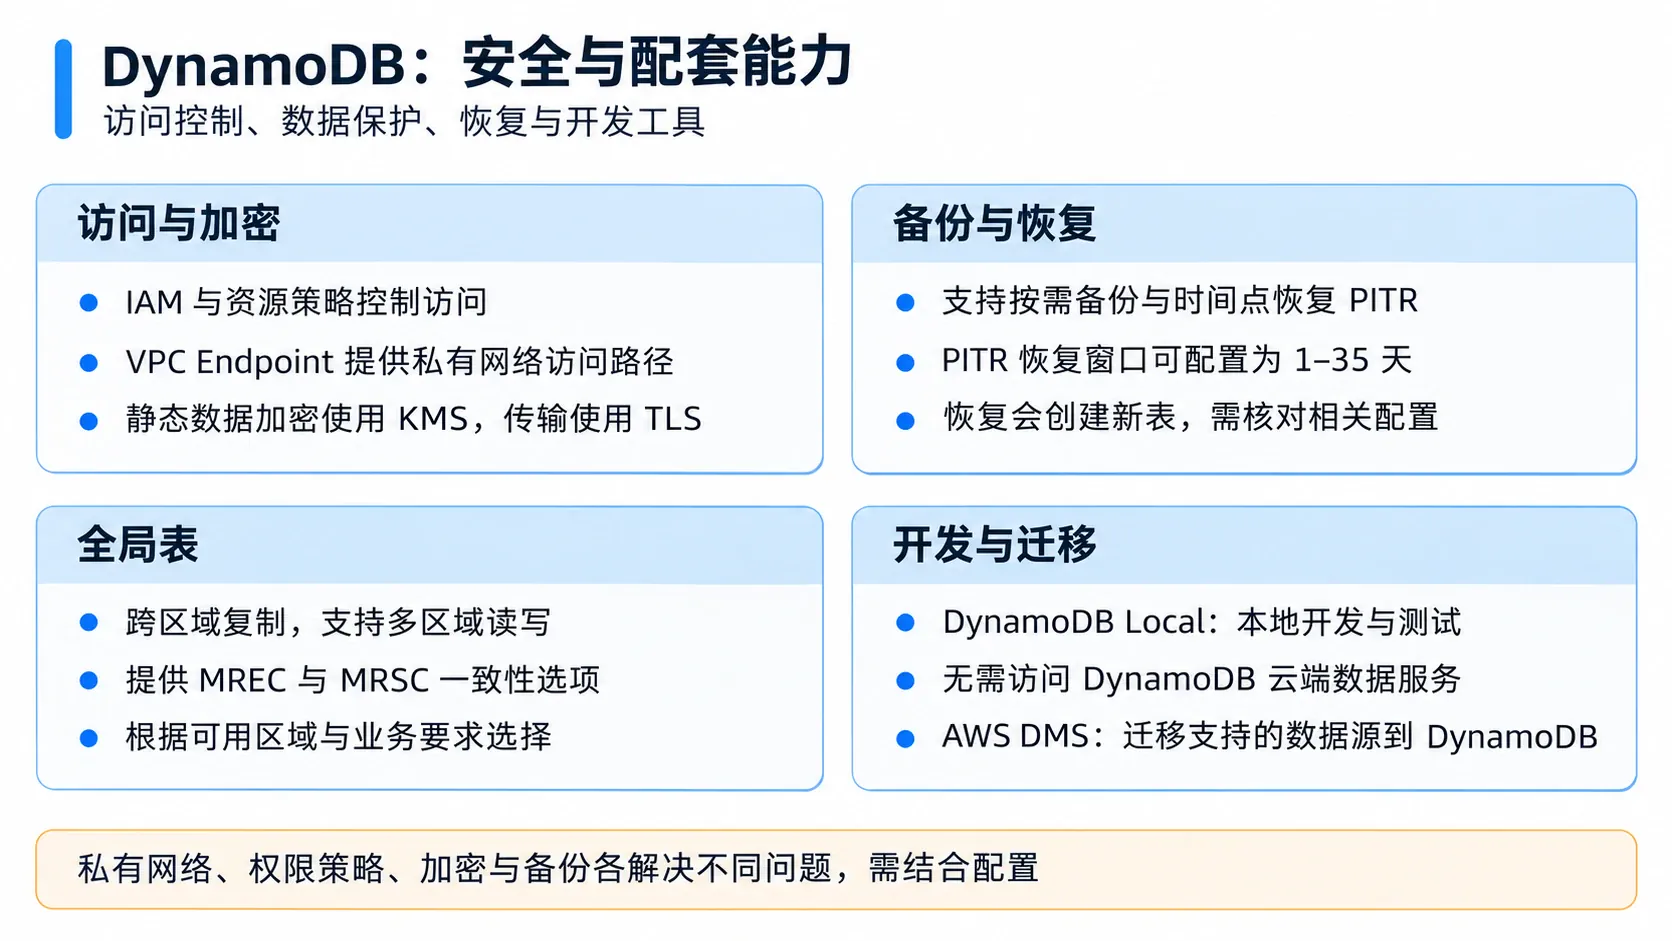 DynamoDB：安全与配套能力
访问控制、数据保护、恢复与开发工具
访问与加密
IAM 与资源策略控制访问
VPC Endpoint 提供私有网络访问路径
静态数据加密使用 KMS，传输使用 TLS
备份与恢复
支持按需备份与时间点恢复 PITR
PITR 恢复窗口可配置为 1–35 天
恢复会创建新表，需核对相关配置
全局表
跨区域复制，支持多区域读写
提供 MREC 与 MRSC 一致性选项
根据可用区域与业务要求选择
开发与迁移
DynamoDB Local：本地开发与测试
无需访问 DynamoDB 云端数据服务
AWS DMS：迁移支持的数据源到 DynamoDB
私有网络、权限策略、加密与备份各解决不同问题，需结合配置